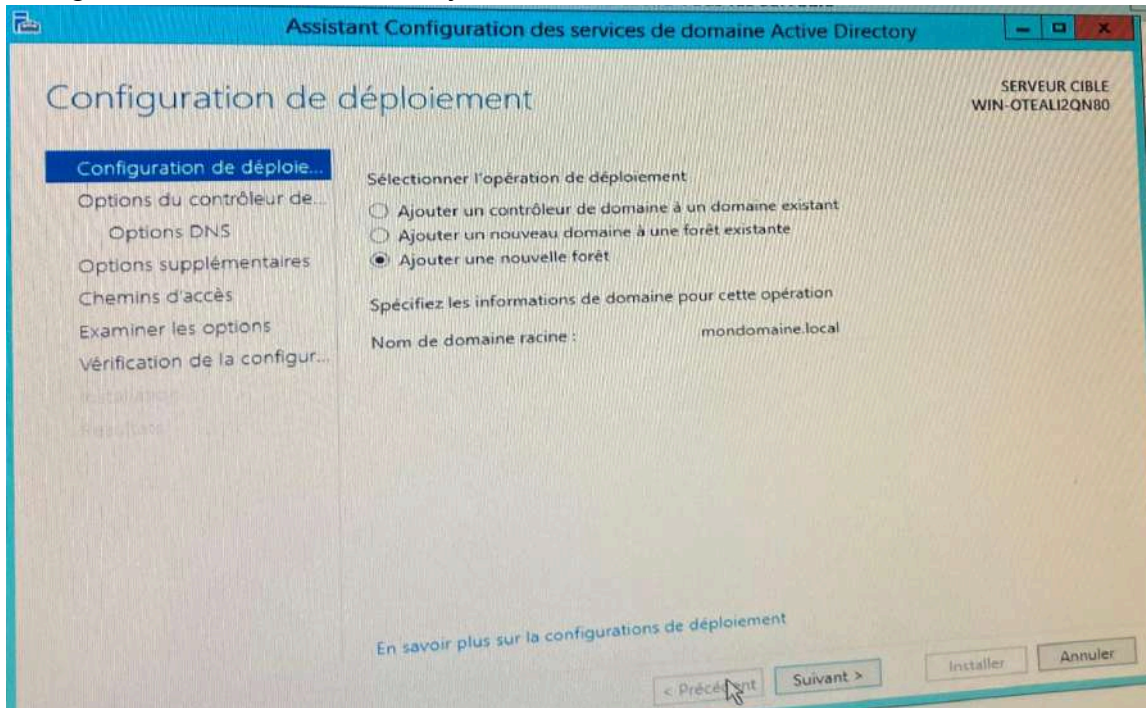 Assistant Configuration des services de domaine Active Directory
Configuration de déploiement
SERVEUR CIBLE
WIN-OTEALI2QN80
Configuration de déploie...
Options du contrôleur de...
Options DNS
Options supplémentaires
Chemins d'accès
Examiner les options
Vérification de la configur...
Installation
Résultats
Sélectionner l'opération de déploiement
Ajouter un contrôleur de domaine à un domaine existant
Ajouter un nouveau domaine à une forêt existante
Ajouter une nouvelle forêt
Spécifiez les informations de domaine pour cette opération
Nom de domaine racine : mondomaine.local
En savoir plus sur la configurations de déploiement
< Précédent Suivant > Installer Annuler